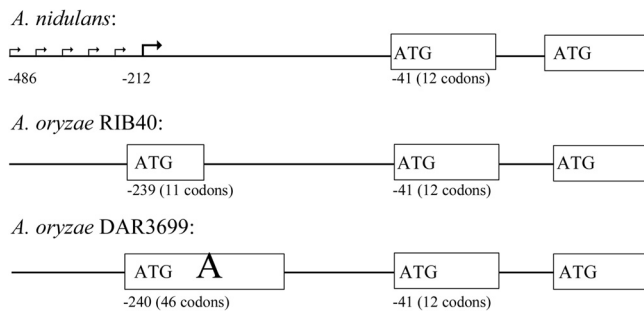 A. nidulans:
ATG ATG
-486 -212 -41 (12 codons)
A. oryzae RIB40:
ATG ATG ATG
-239 (11 codons) -41 (12 codons)
A. oryzae DAR3699:
ATG A ATG ATG
-240 (46 codons) -41 (12 codons)